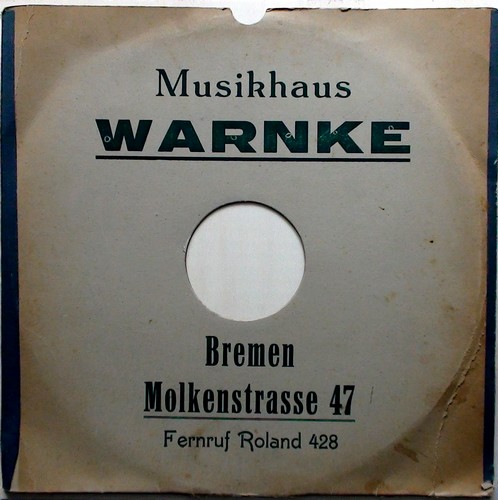 Musikhaus
WARNKE
Bremen
Molkenstrasse 47
Fernruf Roland 428